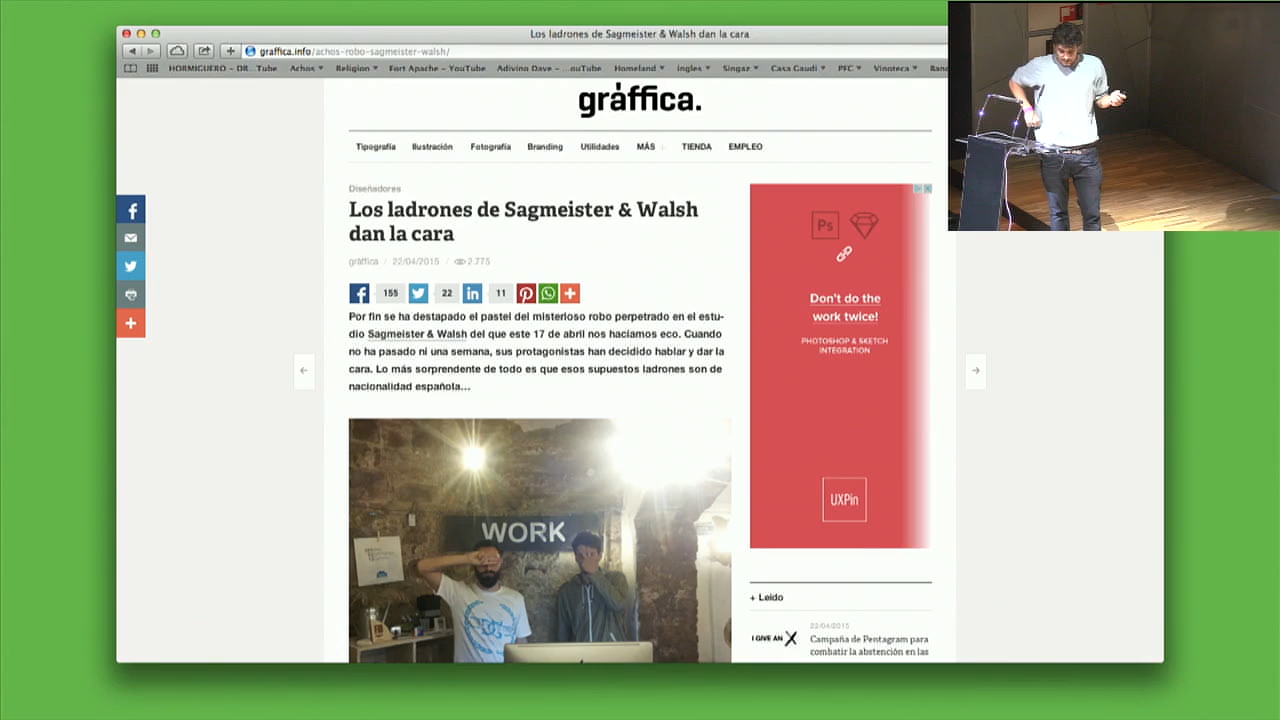 Los ladrones de Sagmeister & Walsh dan la cara
graffica.info/achos-robo-sagmeister-walsh/
HORMIGUERO – DR...Tube Achos Religion Fort Apache – YouTube Adivino Dave – ...ouTube Homeland ingles Singaz Casa Gaudi PFC Vinoteca
gràffica.
Tipografía Ilustración Fotografía Branding Utilidades MÁS TIENDA EMPLEO
Diseñadores
Los ladrones de Sagmeister & Walsh
dan la cara
gràffica / 22/04/2015 / 2.775
155 22 11
Por fin se ha destapado el pastel del misterioso robo perpetrado en el estu-
dio Sagmeister & Walsh del que este 17 de abril nos hacíamos eco. Cuando
no ha pasado ni una semana, sus protagonistas han decidido hablar y dar la
cara. Lo más sorprendente de todo es que esos supuestos ladrones son de
nacionalidad española...
WORK
Ps
Don't do the
work twice!
PHOTOSHOP & SKETCH
INTEGRATION
UXPin
+ Leído
22/04/2015
I GIVE AN X
Campaña de Pentagram para
combatir la abstención en las